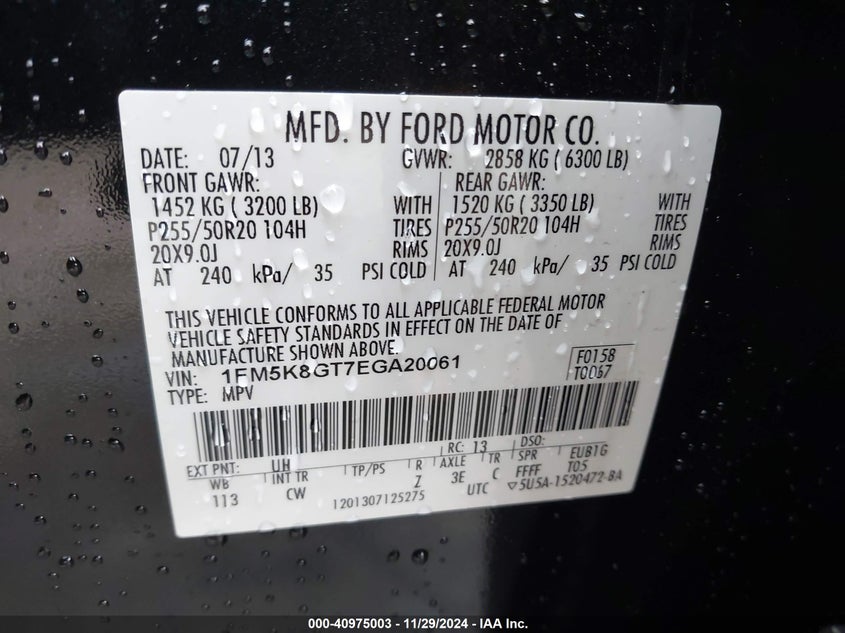 MFD. BY FORD MOTOR CO.
DATE: 07/13 GVWR: 2858 KG ( 6300 LB)
FRONT GAWR: REAR GAWR:
1452 KG ( 3200 LB) WITH 1520 KG ( 3350 LB) WITH
P255/50R20 104H TIRES P255/50R20 104H TIRES
20X9.0J RIMS 20X9.0J RIMS
AT 240 kPa/ 35 PSI COLD AT 240 kPa/ 35 PSI COLD
THIS VEHICLE CONFORMS TO ALL APPLICABLE FEDERAL MOTOR
VEHICLE SAFETY STANDARDS IN EFFECT ON THE DATE OF
MANUFACTURE SHOWN ABOVE.
VIN: 1FM5K8GT7EGA20061 F0158
TYPE: MPV T0067
EXT PNT: UH RC: 13 DSO:
WB INT TR TP/PS R AXLE TR SPR EUB1G
113 CW Z 3E C FFFF T05
1201307125275 UTC ▽5U5A-1520472-BA
000-40975003 - 11/29/2024 - IAA Inc.